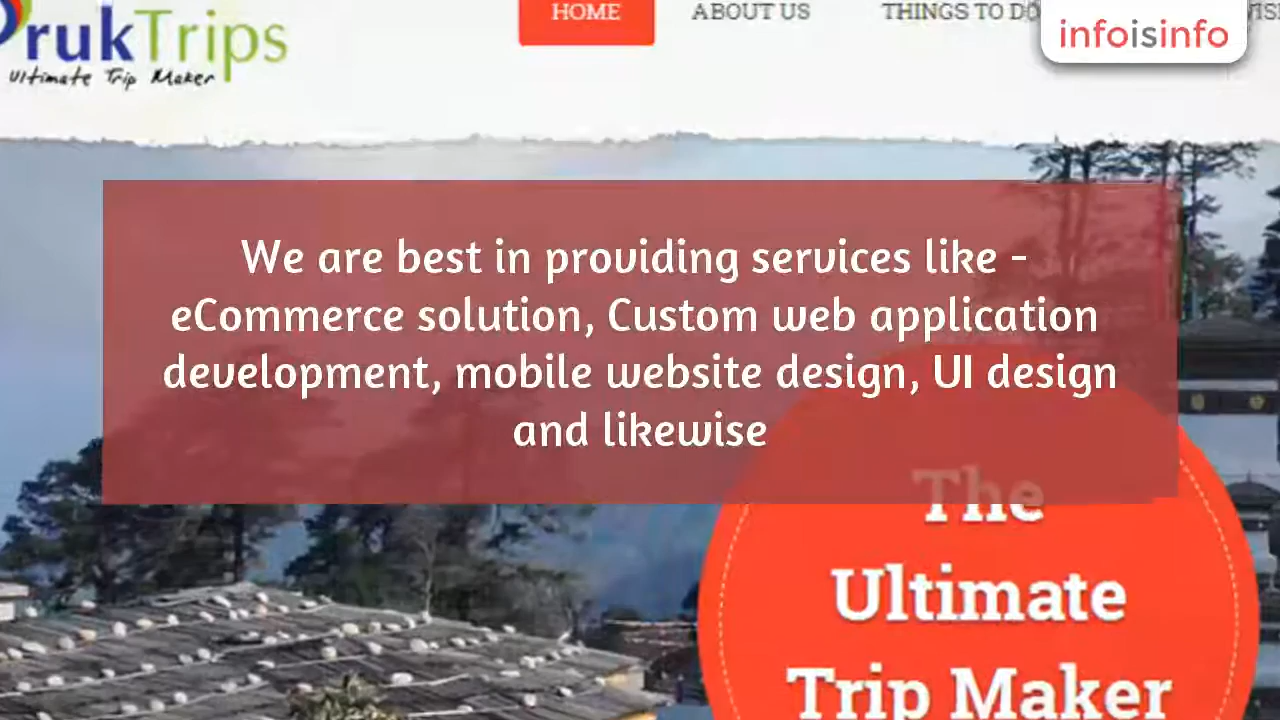 rukTrips
Ultimate Trip Maker
HOME
ABOUT US
THINGS TO DO
infoisinfo
We are best in providing services like -
eCommerce solution, Custom web application
development, mobile website design, UI design
and likewise
The
Ultimate
Trip Maker